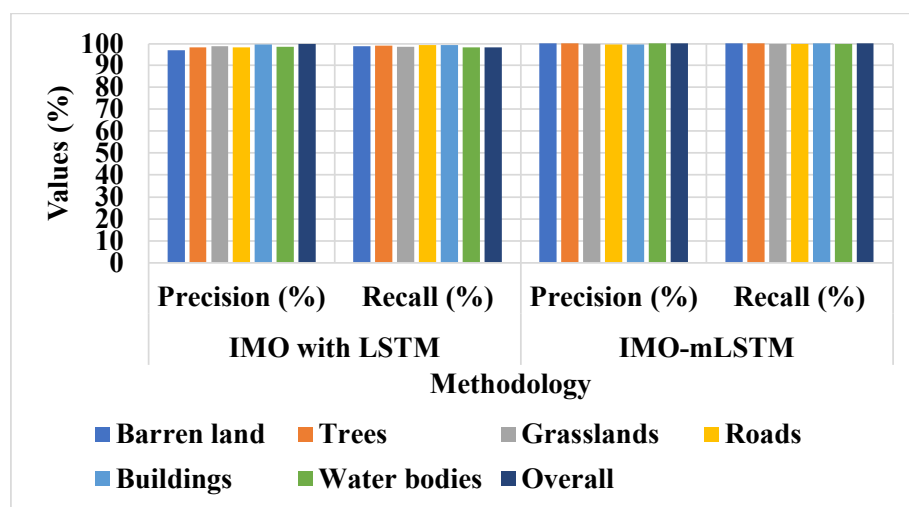 Values (%)
100
90
80
70
60
50
40
30
20
10
0
Precision (%) Recall (%) Precision (%) Recall (%)
IMO with LSTM IMO-mLSTM
Methodology
Barren land Trees Grasslands Roads
Buildings Water bodies Overall